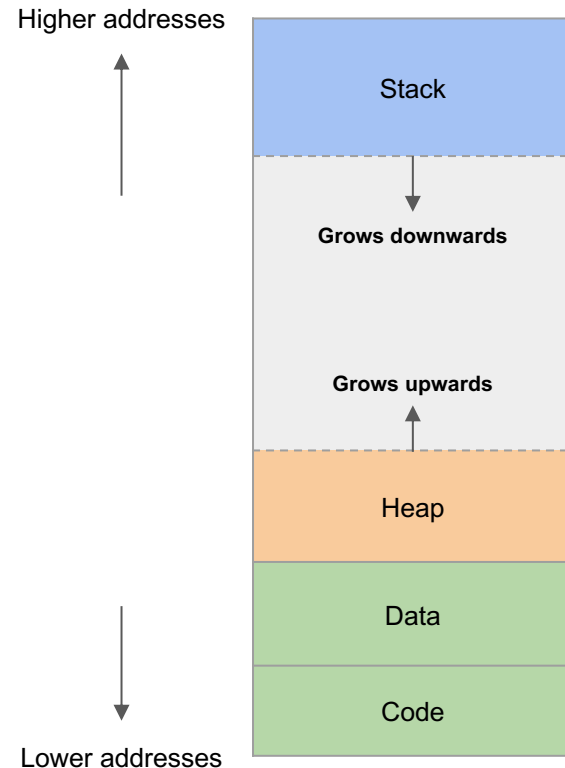 Higher addresses
Stack
Grows downwards
Grows upwards
Heap
Data
Code
Lower addresses